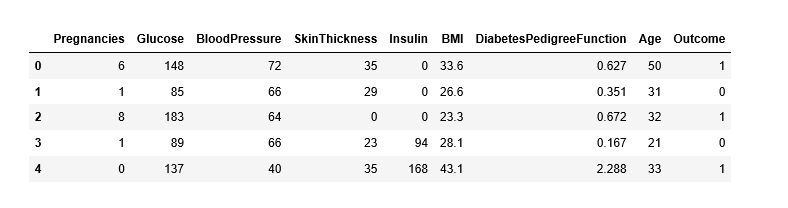 Pregnancies Glucose BloodPressure SkinThickness Insulin BMI DiabetesPedigreeFunction Age Outcome
0 6 148 72 35 0 33.6 0.627 50 1
1 1 85 66 29 0 26.6 0.351 31 0
2 8 183 64 0 0 23.3 0.672 32 1
3 1 89 66 23 94 28.1 0.167 21 0
4 0 137 40 35 168 43.1 2.288 33 1